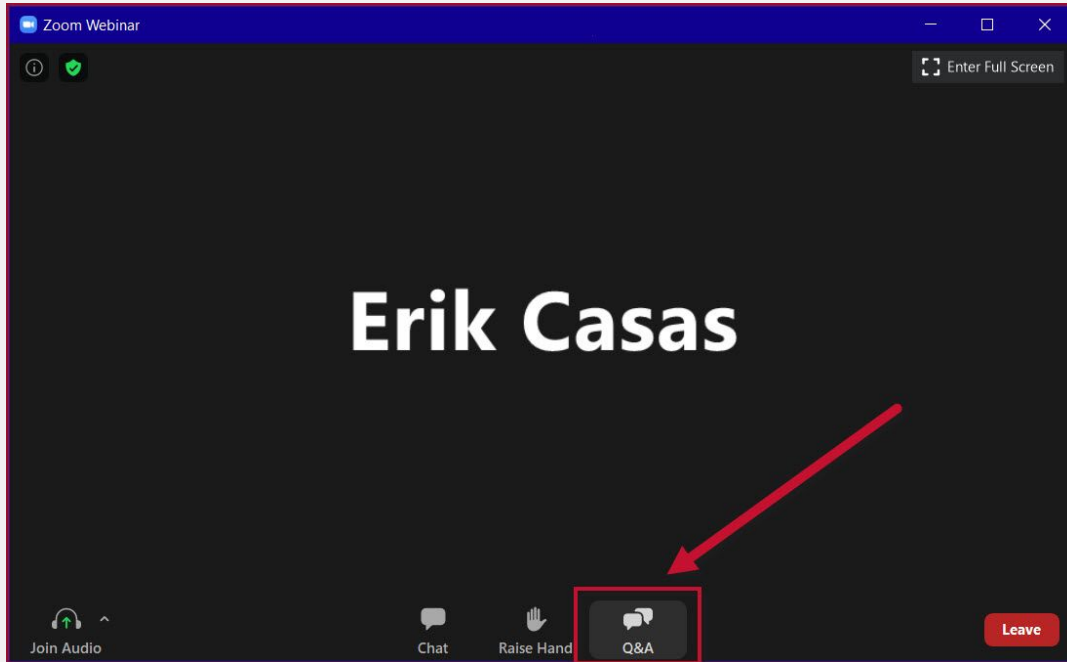 Zoom Webinar
Enter Full Screen
Erik Casas
Join Audio
Chat
Raise Hand
Q&A
Leave